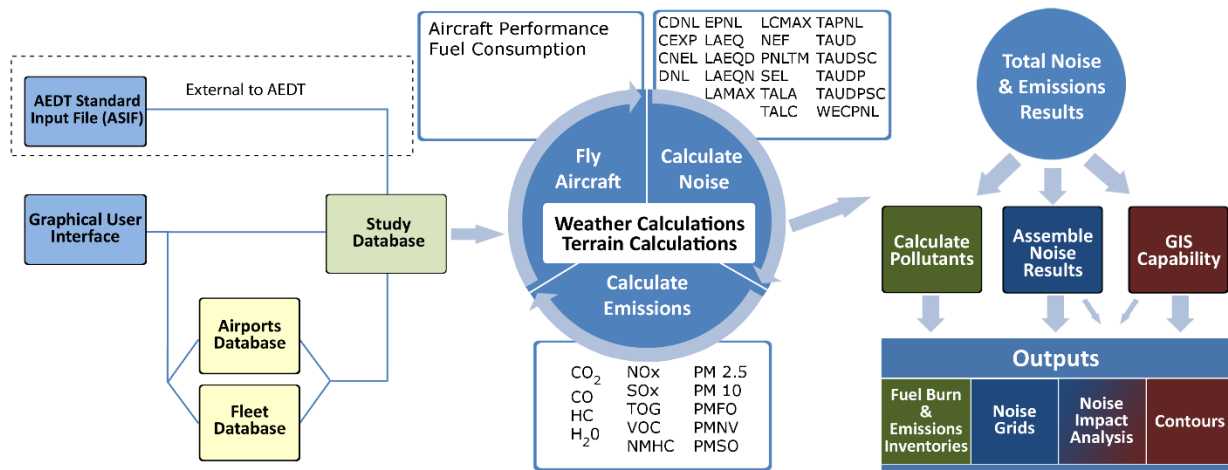 External to AEDT
AEDT Standard
Input File (ASIF)
Graphical User
Interface
Airports
Database
Fleet
Database
Study
Database
Aircraft Performance
Fuel Consumption
CDNL EPNL LCMAX TAPNL
CEXP LAEQ NEF TAUD
CNEL LAEQD PNLTM TAUDSC
DNL LAEQN SEL TAUDP
LAMAX TALA TAUDPSC
TALC WECPNL
Fly
Aircraft
Calculate
Noise
Weather Calculations
Terrain Calculations
Calculate
Emissions
CO2 NOx PM 2.5
CO SOx PM 10
HC TOG PMFO
H20 VOC PMNV
NMHC PMSO
Total Noise
& Emissions
Results
Calculate
Pollutants
Assemble
Noise
Results
GIS
Capability
Outputs
Fuel Burn
&
Emissions
Inventories
Noise
Grids
Noise
Impact
Analysis
Contours